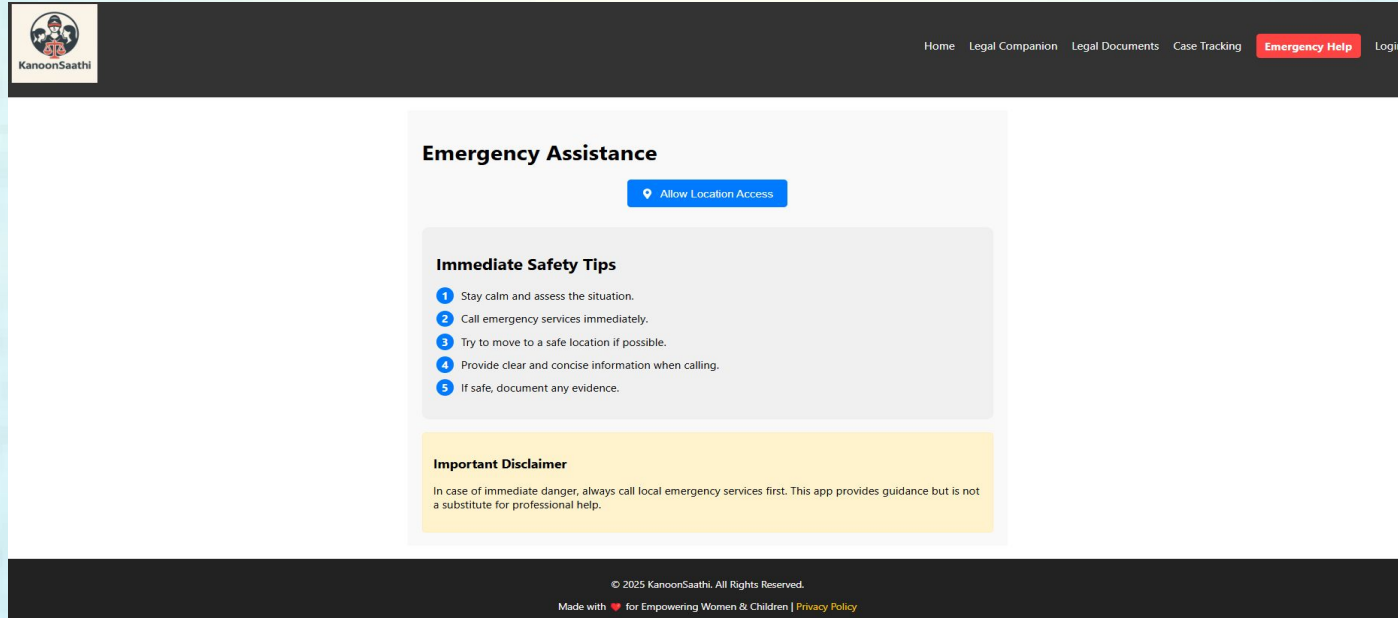 KanoonSaathi
Home Legal Companion Legal Documents Case Tracking Emergency Help Login
Emergency Assistance
Allow Location Access
Immediate Safety Tips
1 Stay calm and assess the situation.
2 Call emergency services immediately.
3 Try to move to a safe location if possible.
4 Provide clear and concise information when calling.
5 If safe, document any evidence.
Important Disclaimer
In case of immediate danger, always call local emergency services first. This app provides guidance but is not
a substitute for professional help.
© 2025 KanoonSaathi. All Rights Reserved.
Made with ❤ for Empowering Women & Children | Privacy Policy